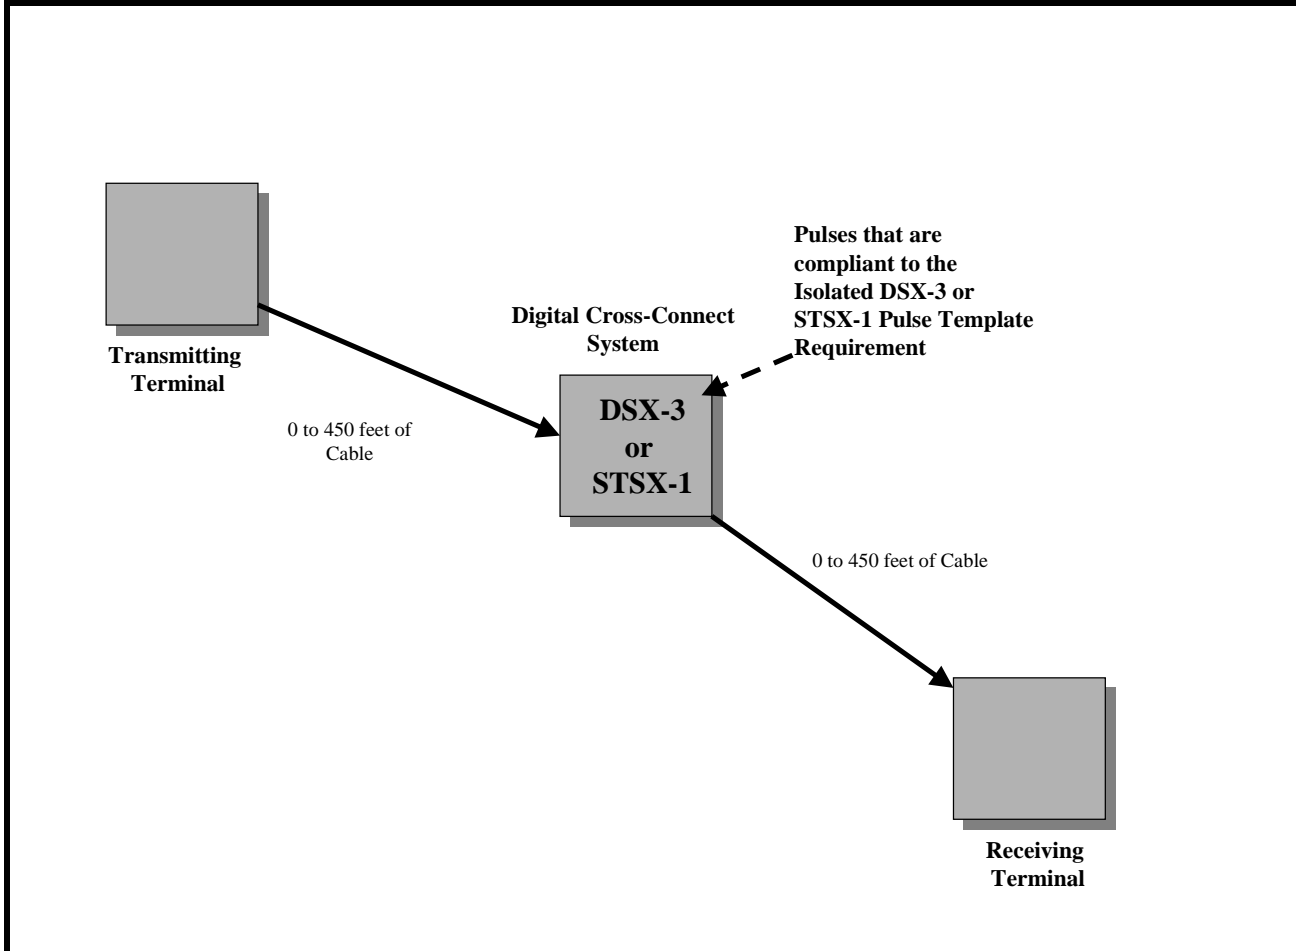 Pulses that are
compliant to the
Isolated DSX-3 or
STSX-1 Pulse Template
Requirement
Digital Cross-Connect
System
Transmitting
Terminal
DSX-3
or
STSX-1
0 to 450 feet of
Cable
0 to 450 feet of Cable
Receiving
Terminal